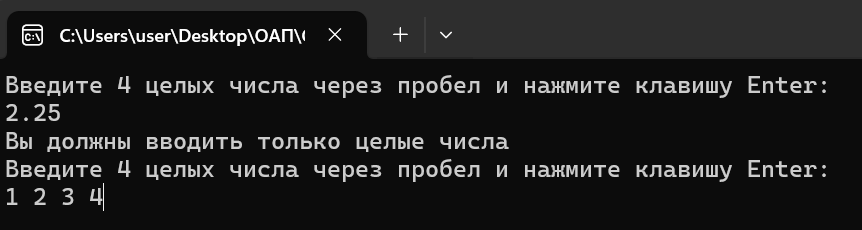 C:\Users\user\Desktop\ОАП\
Введите 4 целых числа через пробел и нажмите клавишу Enter:
2.25
Вы должны вводить только целые числа
Введите 4 целых числа через пробел и нажмите клавишу Enter:
1 2 3 4